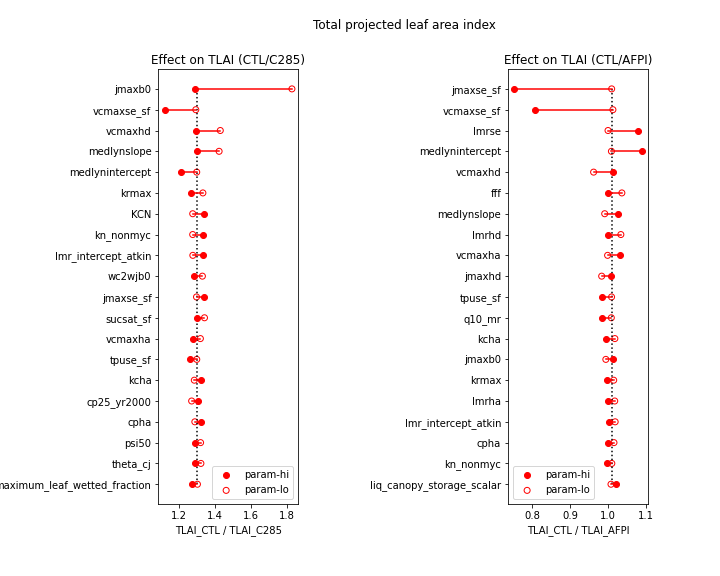 Total projected leaf area index
Effect on TLAI (CTL/C285)
jmaxb0
vcmaxse_sf
vcmaxhd
medlynslope
medlynintercept
krmax
KCN
kn_nonmyc
lmr_intercept_atkin
wc2wjb0
jmaxse_sf
sucsat_sf
vcmaxha
tpuse_sf
kcha
cp25_yr2000
cpha
psi50
theta_cj
maximum_leaf_wetted_fraction
param-hi
param-lo
1.2 1.4 1.6 1.8
TLAI_CTL / TLAI_C285
Effect on TLAI (CTL/AFPI)
jmaxse_sf
vcmaxse_sf
lmrse
medlynintercept
vcmaxhd
fff
medlynslope
lmrhd
vcmaxha
jmaxhd
tpuse_sf
q10_mr
kcha
jmaxb0
krmax
lmrha
lmr_intercept_atkin
cpha
kn_nonmyc
liq_canopy_storage_scalar
param-hi
param-lo
0.8 0.9 1.0 1.1
TLAI_CTL / TLAI_AFPI